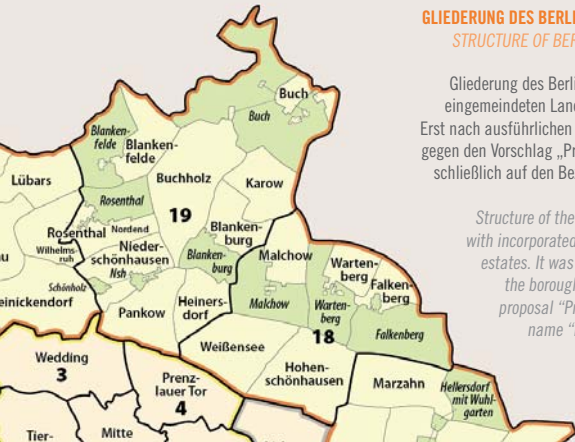 GLIEDERUNG DES BERLI
STRUCTURE OF BER
Gliederung des Berli
eingemeindeten Land
Erst nach ausführlichen
gegen den Vorschlag „Pr
schließlich auf den Be
Structure of the
with incorporated
estates. It was
the boroug
proposal “P
name “
Buch
Buch
Blanken-
felde
Blanken-
felde
Lübars
Buchholz
Karow
Rosenthal
19
Rosenthal
Nordend
Blanken-
burg
Wilhelms-
ruh
Nieder-
schönhausen
Nsh
Blanken-
burg
Malchow
Warten-
berg
Falken-
berg
Schönholz
einickendorf
Pankow
Heiners-
dorf
Malchow
Warten-
berg
Falkenberg
18
Weißensee
Hohen-
schönhausen
Marzahn
Hellersdorf
mit Wuhl-
garten
Wedding
3
Prenz-
lauer Tor
4
Tier-
Mitte